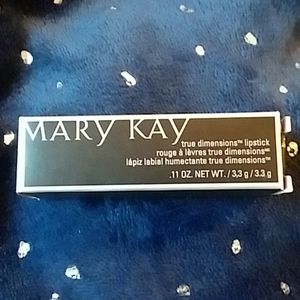 MARY KAY
true dimensions™ lipstick
rouge à lèvres true dimensionsᴹᶜ
lápiz labial humectante true dimensions™
.11 OZ. NET WT. / 3,3 g / 3.3 g